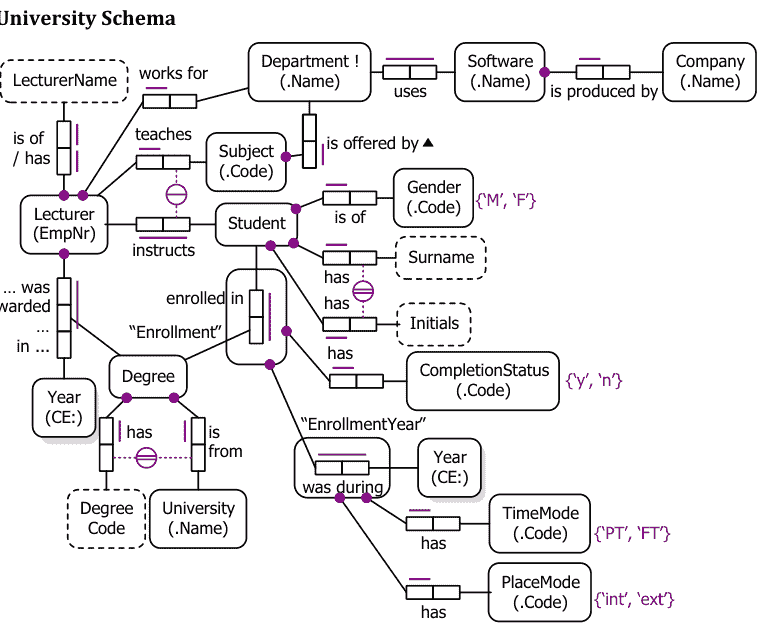 University Schema
LecturerName
works for
Department !
(.Name)
uses
Software
(.Name)
is produced by
Company
(.Name)
is of
/ has
teaches
Subject
(.Code)
is offered by ▲
Lecturer
(EmpNr)
instructs
Student
is of
Gender
(.Code)
{‘M’, ‘F’}
has
Surname
has
Initials
... was
warded
...
in ...
enrolled in
“Enrollment”
has
CompletionStatus
(.Code)
{‘y’, ‘n’}
Degree
Year
(CE:)
has
is
from
Degree
Code
University
(.Name)
“EnrollmentYear”
was during
Year
(CE:)
has
TimeMode
(.Code)
{‘PT’, ‘FT’}
has
PlaceMode
(.Code)
{‘int’, ‘ext’}